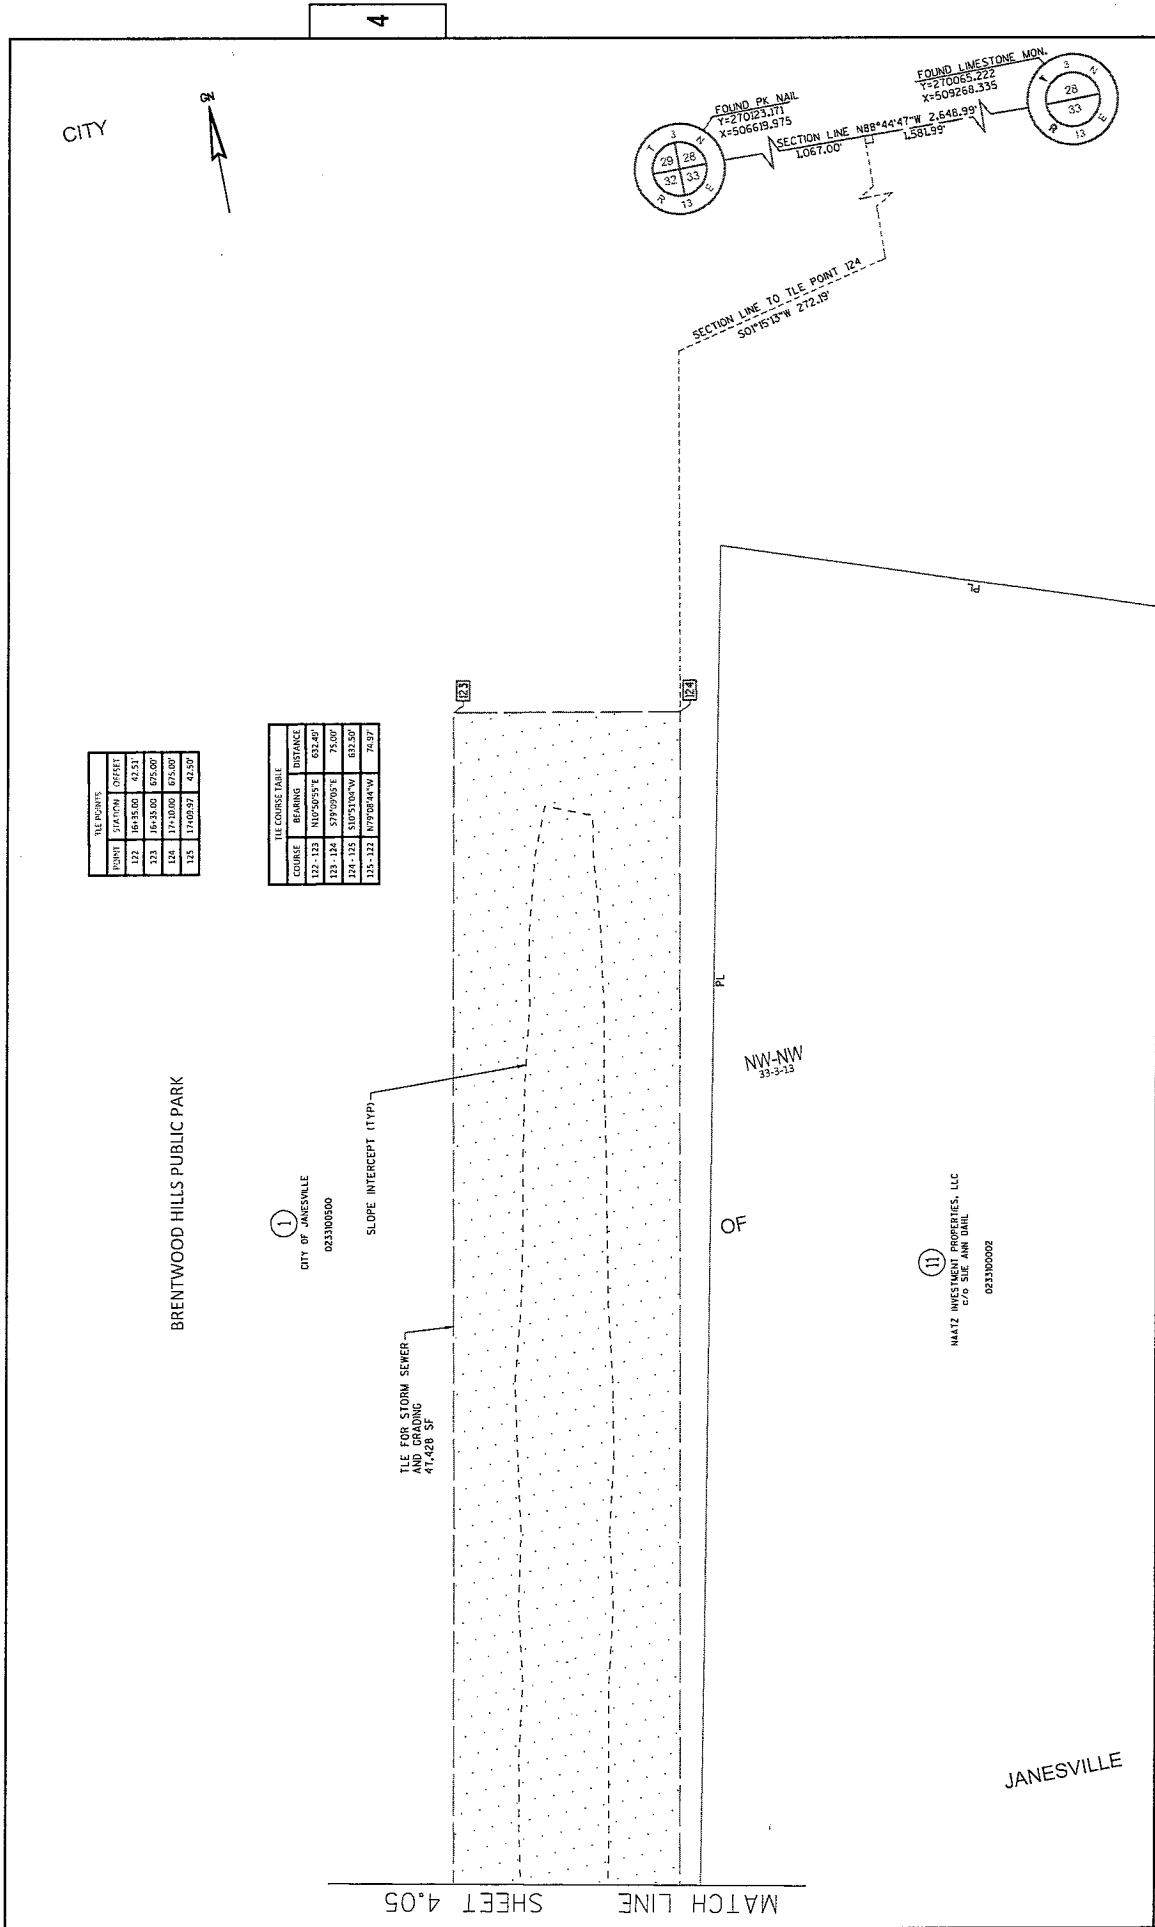 4
CITY
GN
FOUND PK NAIL
Y=270123.171
X=506619.975
FOUND LIMESTONE MON.
Y=270065.222
X=509268.335
T 3 N
29 28
32 33
R 13 E
T 3 N
28
33
R 13 E
SECTION LINE N88°44'47"W 2,648.99'
1,067.00'
1,581.99'
SECTION LINE TO TLE POINT 124
S01°15'13"W 272.19'
PL
123
124
TLE POINTS
POINT STATION OFFSET
122 16+35.00 42.51'
123 16+35.00 675.00'
124 17+10.00 675.00'
125 17+09.97 42.50'
TLE COURSE TABLE
COURSE BEARING DISTANCE
122 - 123 N10°50'55"E 632.49'
123 - 124 S79°09'05"E 75.00'
124 - 125 S10°51'04"W 632.50'
125 - 122 N79°08'44"W 74.97'
PL
NW-NW
33-3-13
BRENTWOOD HILLS PUBLIC PARK
1
CITY OF JANESVILLE
0233100500
SLOPE INTERCEPT (TYP)
OF
11
NAATZ INVESTMENT PROPERTIES, LLC
c/o SUE ANN DAHL
0233100002
TLE FOR STORM SEWER
AND GRADING
47,428 SF
JANESVILLE
MATCH LINE SHEET 4.05